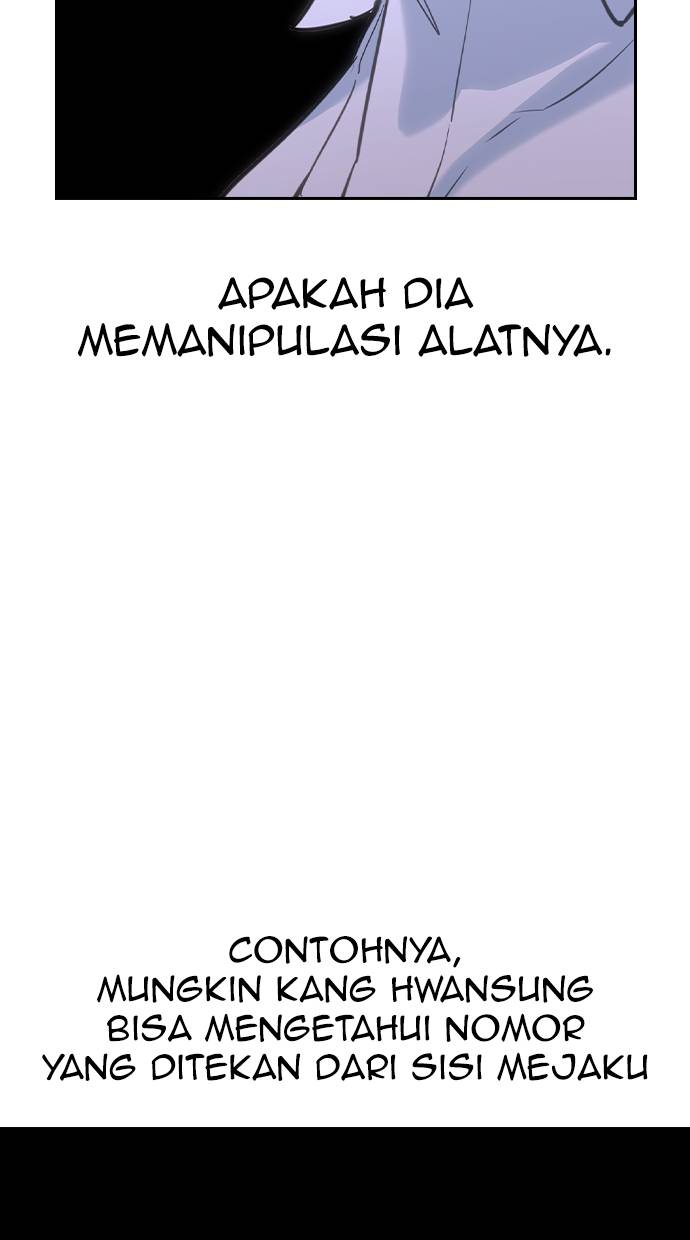 APAKAH DIA
MEMANIPULASI ALATNYA.
CONTOHNYA,
MUNGKIN KANG HWANSUNG
BISA MENGETAHUI NOMOR
YANG DITEKAN DARI SISI MEJAKU